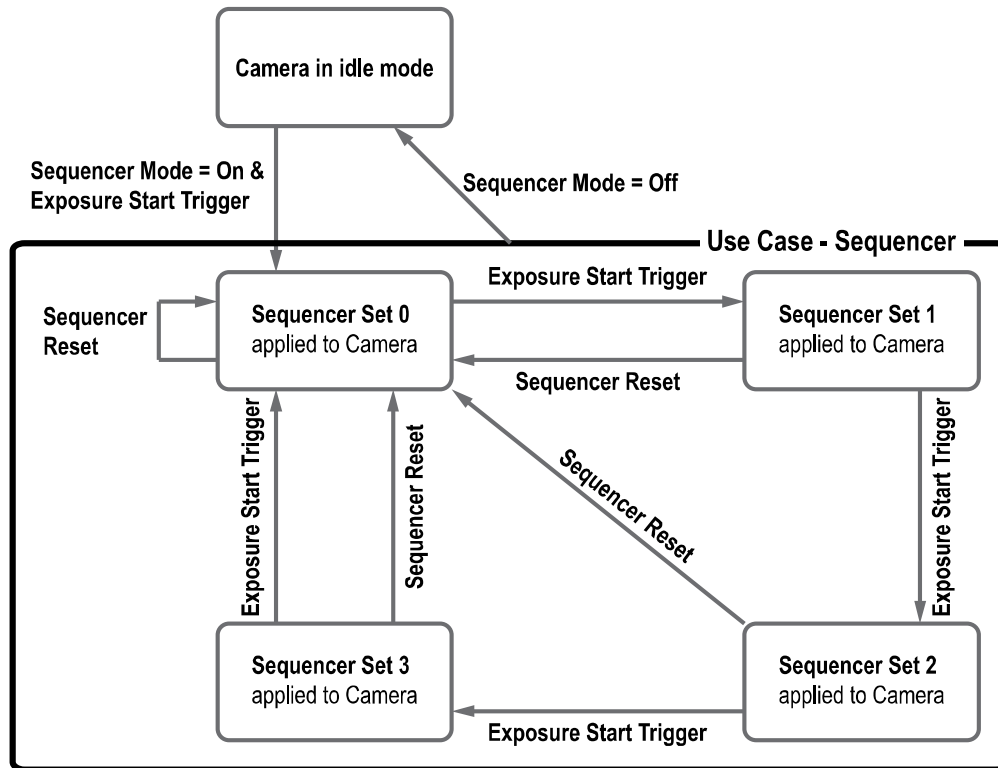 Camera in idle mode
Sequencer Mode = On &
Exposure Start Trigger
Sequencer Mode = Off
Use Case - Sequencer
Sequencer
Reset
Sequencer Set 0
applied to Camera
Exposure Start Trigger
Sequencer Set 1
applied to Camera
Sequencer Reset
Exposure Start Trigger
Sequencer Reset
Sequencer Reset
Exposure Start Trigger
Sequencer Set 3
applied to Camera
Sequencer Set 2
applied to Camera
Exposure Start Trigger